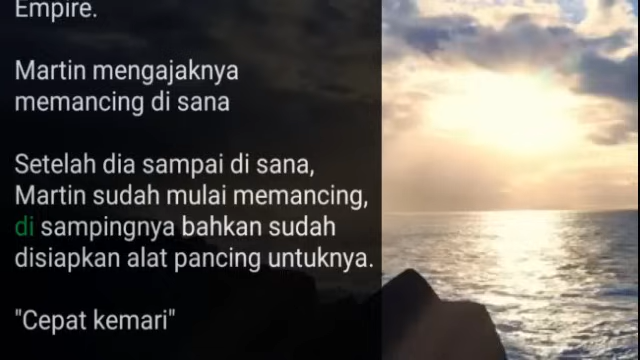 Empire.
Martin mengajaknya
memancing di sana
Setelah dia sampai di sana,
Martin sudah mulai memancing,
di sampingnya bahkan sudah
disiapkan alat pancing untuknya.
"Cepat kemari"